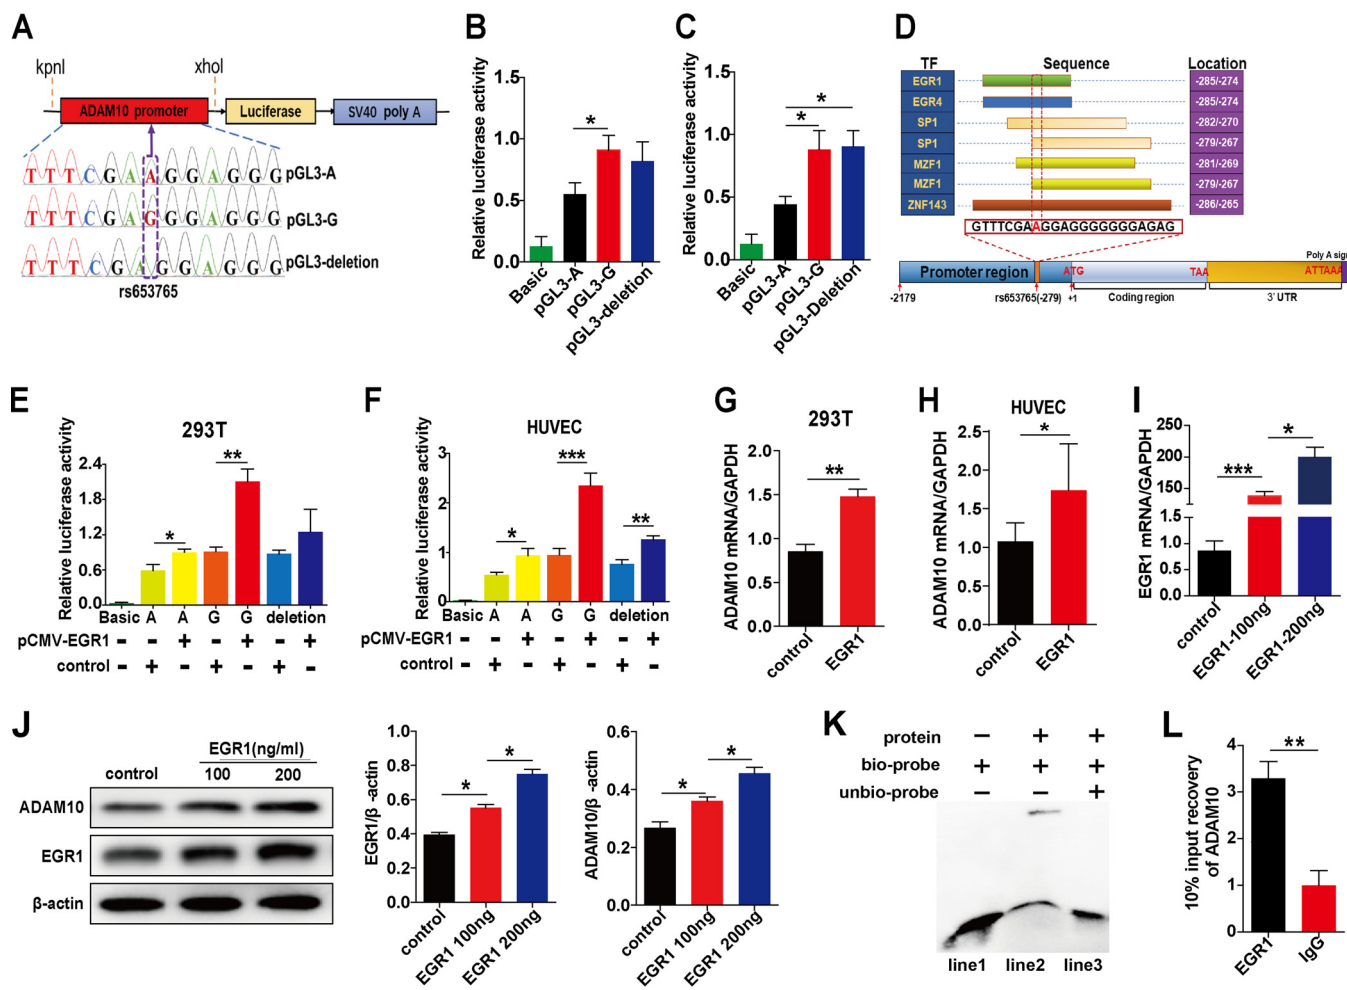 A
kpnl
xhol
ADAM10 promoter
Luciferase
SV40 poly A
T T T C G A A G G A G G G
pGL3-A
T T T C G A G G G A G G G
pGL3-G
T T T C G A G G A G G G
pGL3-deletion
rs653765
B
Relative luciferase activity
1.5
1.0
0.5
0.0
*
Basic
pGL3-A
pGL3-G
pGL3-deletion
C
Relative luciferase activity
1.5
1.0
0.5
0.0
*
*
Basic
pGL3-A
pGL3-G
pGL3-Deletion
D
TF Sequence Location
EGR1 -285/-274
EGR4 -285/-274
SP1 -282/-270
SP1 -279/-267
MZF1 -281/-269
MZF1 -279/-267
ZNF143 -286/-265
GTTTCGAAGGAGGGGGGAGAG
Poly A sign
Promoter region ATG TAA ATTAAA
-2179 rs653765(-279) +1 Coding region 3' UTR
E
293T
Relative luciferase activity
2.4
1.8
1.2
0.6
0.0
*
**
Basic A A G G deletion
pCMV-EGR1 - - + - + - +
control - + - + - + -
F
HUVEC
Relative luciferase activity
3
2
1
0
*
***
**
Basic A A G G deletion
pCMV-EGR1 - - + - + - +
control - + - + - + -
G
293T
ADAM10 mRNA/GAPDH
2.0
1.5
1.0
0.5
0.0
**
control
EGR1
H
HUVEC
ADAM10 mRNA/GAPDH
2.5
2.0
1.5
1.0
0.5
0.0
*
control
EGR1
I
EGR1 mRNA/GAPDH
250
200
150
100
1.5
1.0
0.5
0.0
***
*
control
EGR1-100ng
EGR1-200ng
J
EGR1(ng/ml)
control 100 200
ADAM10
EGR1
β-actin
EGR1/β -actin
1.0
0.8
0.6
0.4
0.2
0.0
*
*
control
EGR1 100ng
EGR1 200ng
ADAM10/β -actin
0.6
0.4
0.2
0.0
*
*
control
EGR1 100ng
EGR1 200ng
K
protein - + +
bio-probe + + +
unbio-probe - - +
line1 line2 line3
L
10% input recovery
of ADAM10
4
3
2
1
0
**
EGR1
IgG